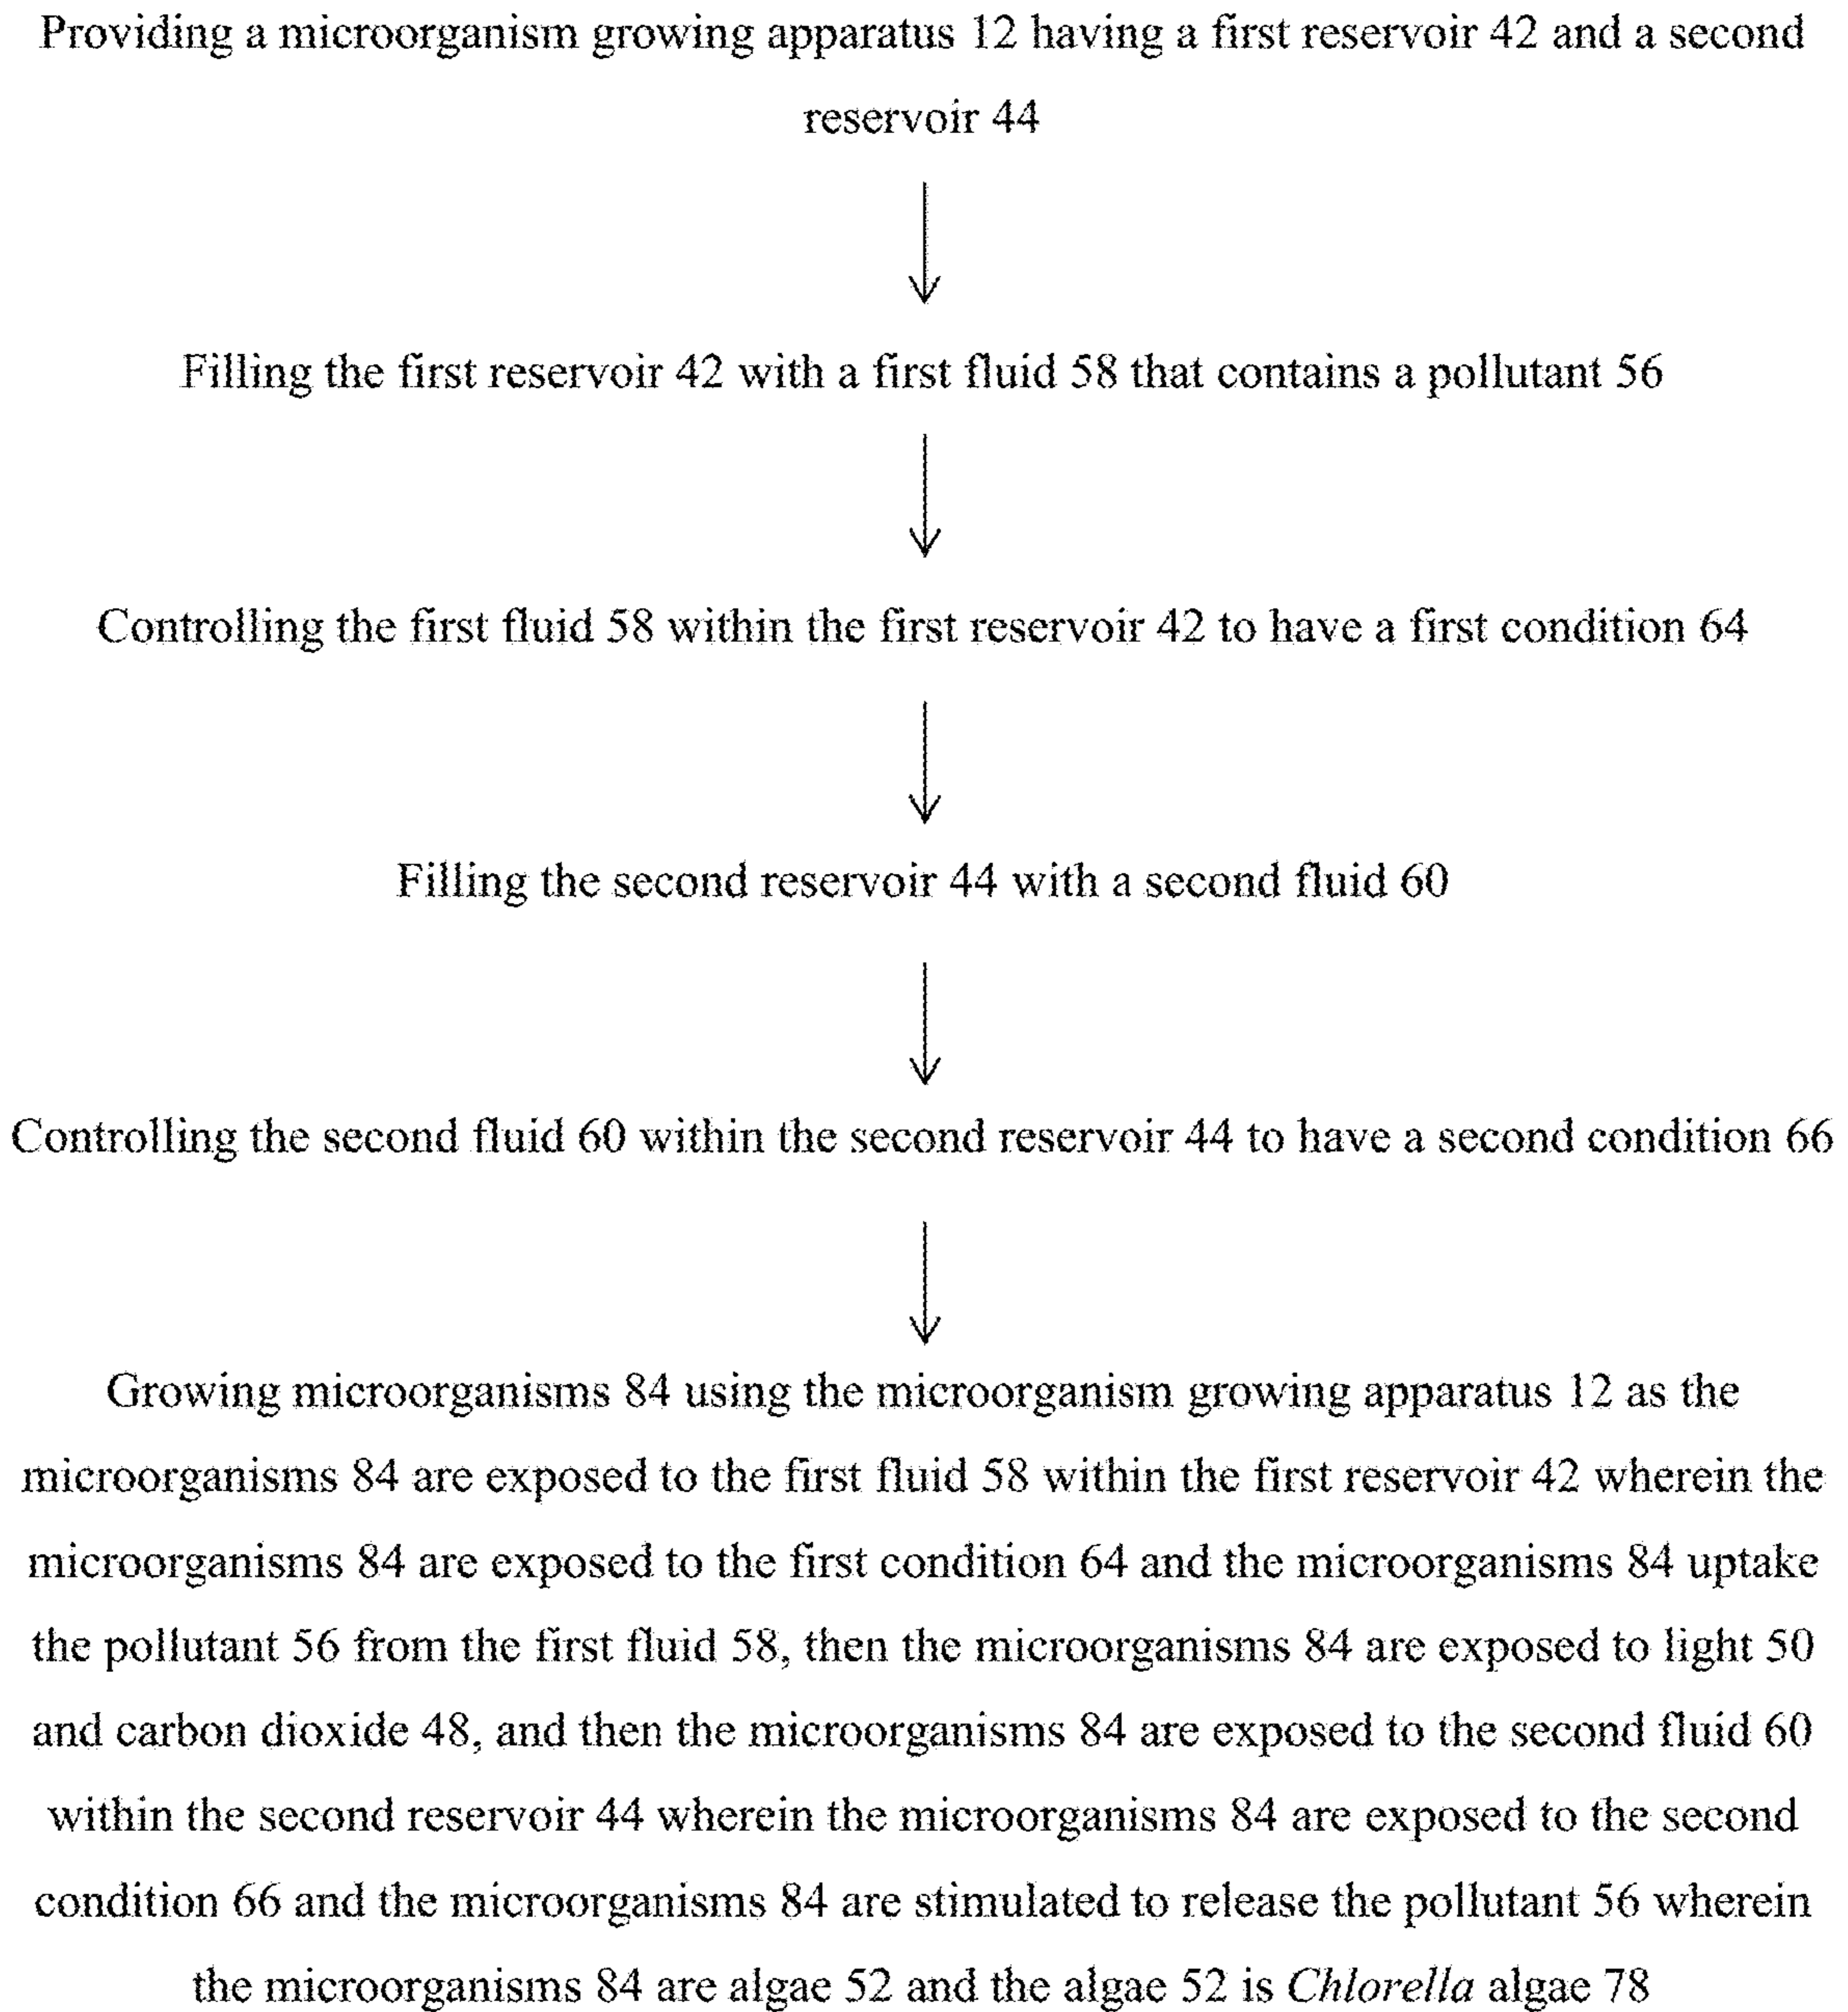 Providing a microorganism growing apparatus 12 having a first reservoir 42 and a second
reservoir 44
Filling the first reservoir 42 with a first fluid 58 that contains a pollutant 56
Controlling the first fluid 58 within the first reservoir 42 to have a first condition 64
Filling the second reservoir 44 with a second fluid 60
Controlling the second fluid 60 within the second reservoir 44 to have a second condition 66
Growing microorganisms 84 using the microorganism growing apparatus 12 as the
microorganisms 84 are exposed to the first fluid 58 within the first reservoir 42 wherein the
microorganisms 84 are exposed to the first condition 64 and the microorganisms 84 uptake
the pollutant 56 from the first fluid 58, then the microorganisms 84 are exposed to light 50
and carbon dioxide 48, and then the microorganisms 84 are exposed to the second fluid 60
within the second reservoir 44 wherein the microorganisms 84 are exposed to the second
condition 66 and the microorganisms 84 are stimulated to release the pollutant 56 wherein
the microorganisms 84 are algae 52 and the algae 52 is Chlorella algae 78